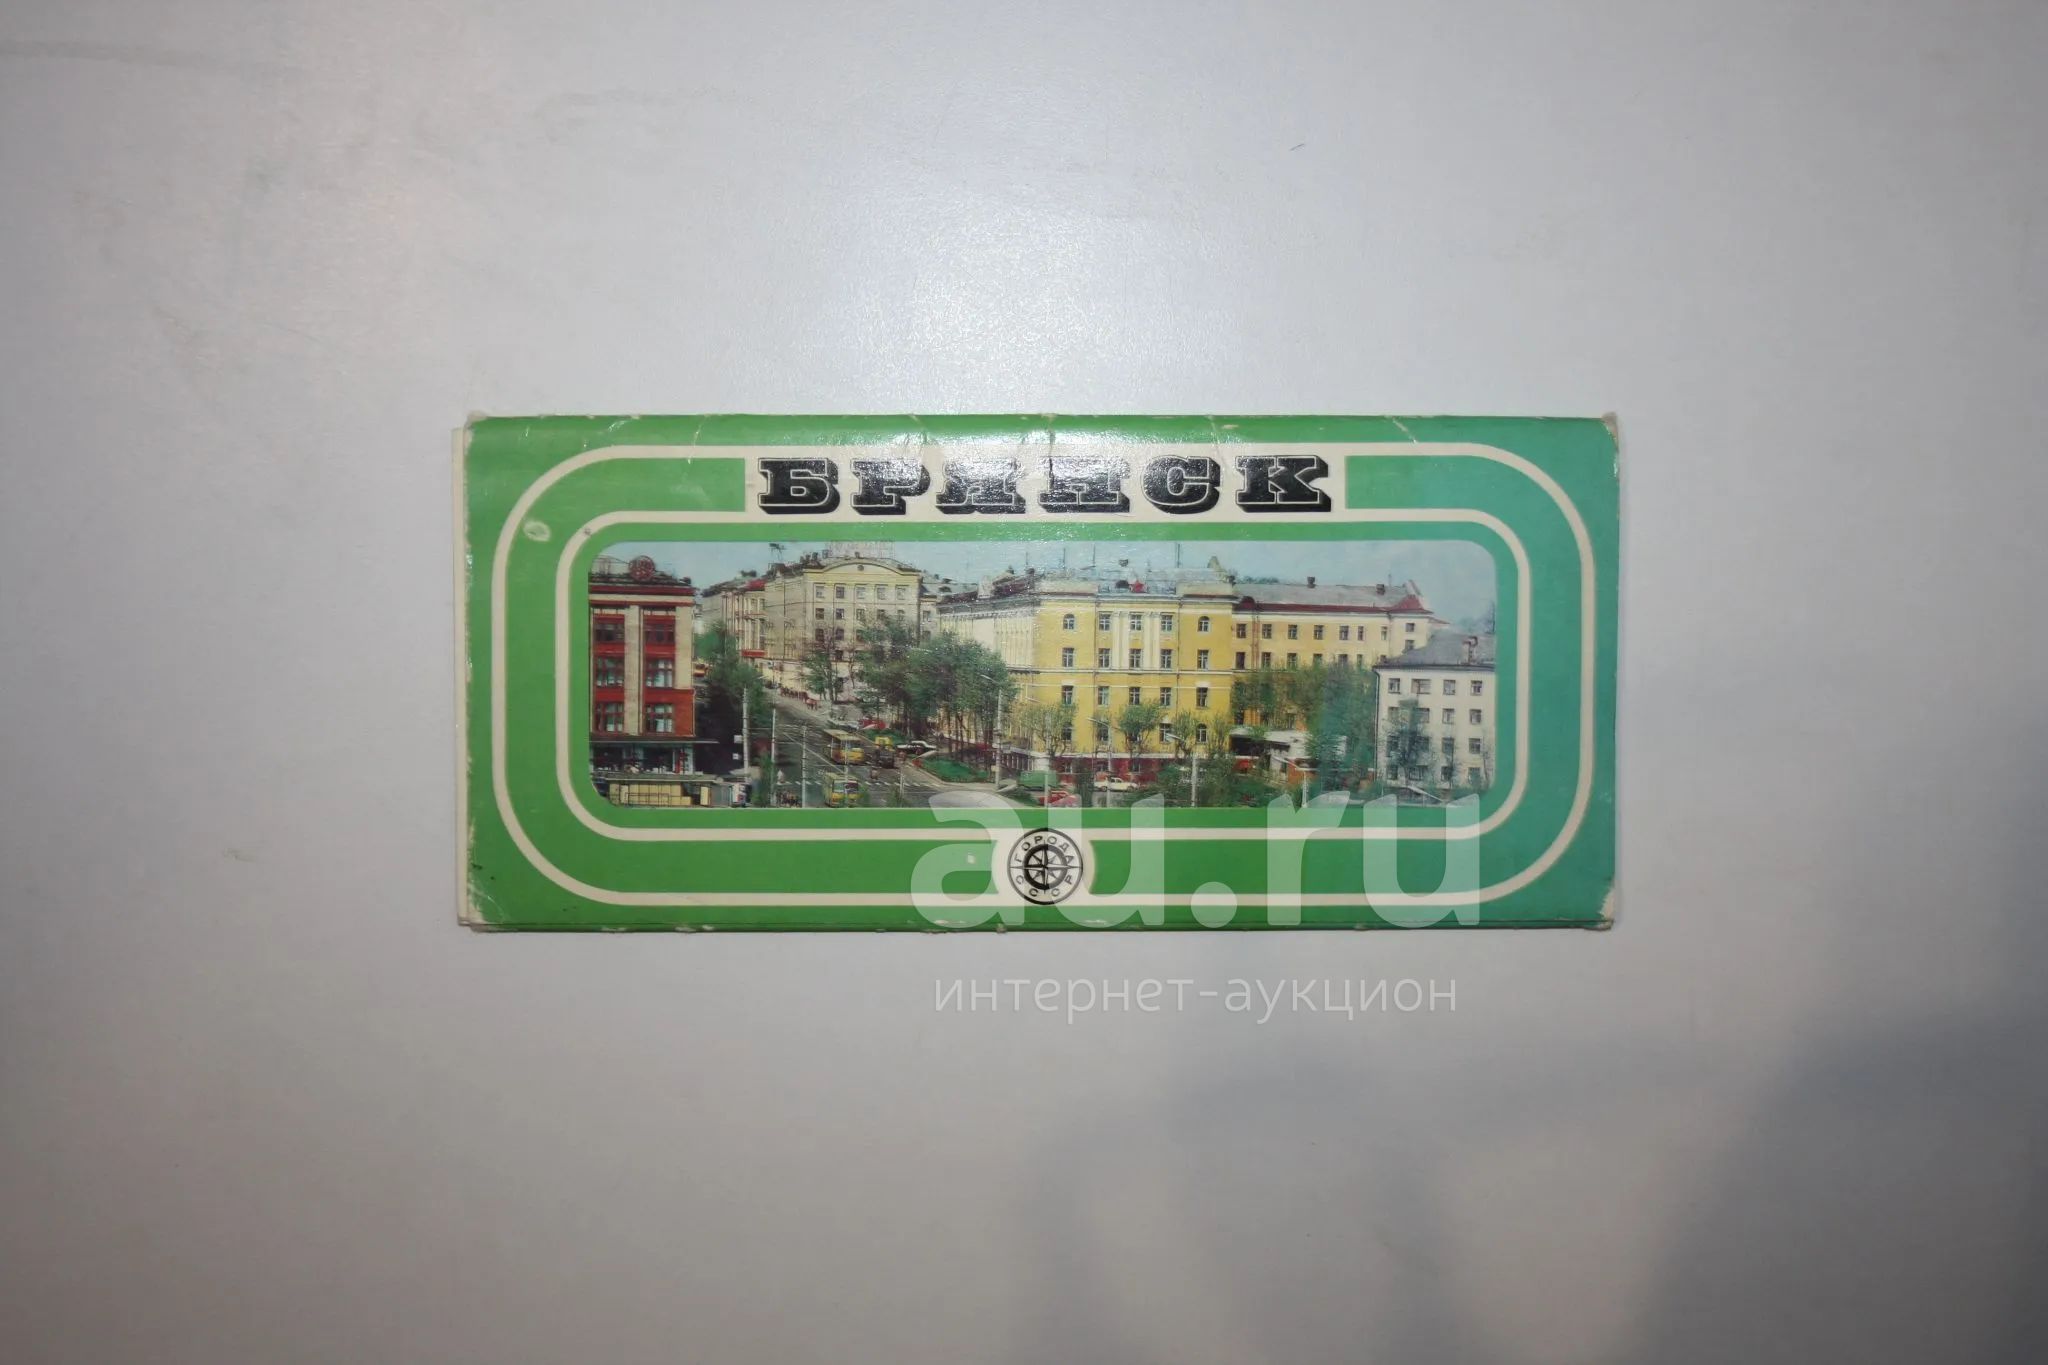 БРЯНСК
ГОРОДА
СССР
au.ru
интернет-аукцион